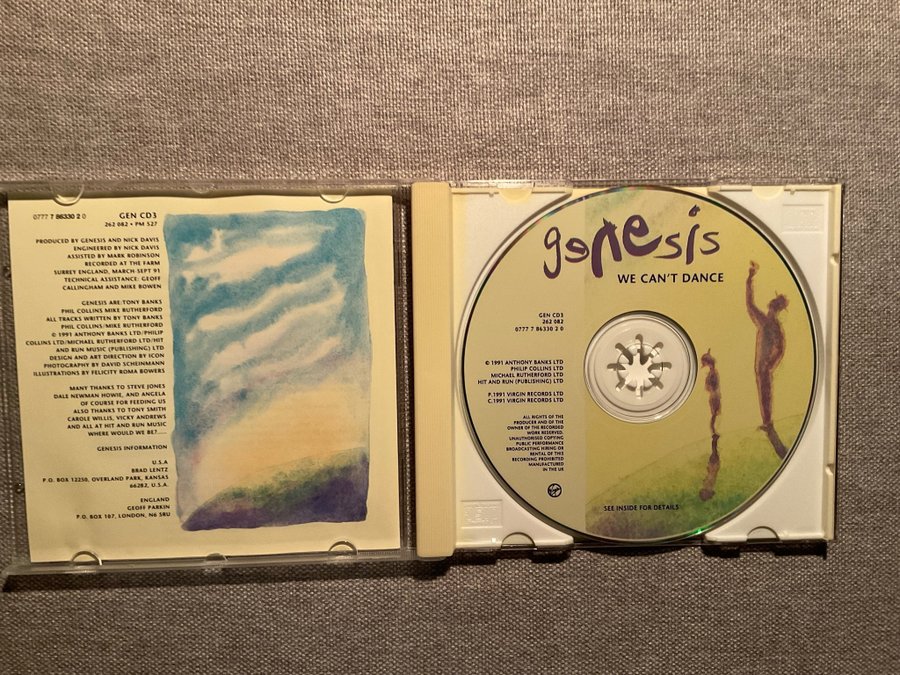 0777 7 86330 2 0
GEN CD3
262 082 • PM 527
PRODUCED BY GENESIS AND NICK DAVIS
ENGINEERED BY NICK DAVIS
ASSISTED BY MARK ROBINSON
RECORDED AT THE FARM
SURREY ENGLAND, MARCH-SEPT 91
TECHNICAL ASSISTANCE: GEOFF
CALLINGHAM AND MIKE BOWEN
GENESIS ARE:TONY BANKS
PHIL COLLINS MIKE RUTHERFORD
ALL TRACKS WRITTEN BY TONY BANKS
PHIL COLLINS/MIKE RUTHERFORD
© 1991 ANTHONY BANKS LTD/PHILIP
COLLINS LTD/MICHAEL RUTHERFORD LTD/HIT
AND RUN MUSIC (PUBLISHING) LTD
DESIGN AND ART DIRECTION BY ICON
PHOTOGRAPHY BY DAVID SCHEINMANN
ILLUSTRATIONS BY FELICITY ROMA BOWERS
MANY THANKS TO STEVE JONES
DALE NEWMAN HOWIE, AND ANGELA
OF COURSE FOR FEEDING US
ALSO THANKS TO TONY SMITH
CAROLE WILLIS, VICKY ANDREWS
AND ALL AT HIT AND RUN MUSIC
WHERE WOULD WE BE?.....
GENESIS INFORMATION
U.S.A
BRAD LENTZ
P.O. BOX 12250, OVERLAND PARK, KANSAS
66282, U.S.A.
ENGLAND
GEOFF PARKIN
P.O. BOX 107, LONDON, N6 5RU
genesis
WE CAN'T DANCE
GEN CD3
262 082
0777 7 86330 2 0
© 1991 ANTHONY BANKS LTD
PHILIP COLLINS LTD
MICHAEL RUTHERFORD LTD
HIT AND RUN (PUBLISHING) LTD
P.1991 VIRGIN RECORDS LTD
C.1991 VIRGIN RECORDS LTD
ALL RIGHTS OF THE
PRODUCER AND OF THE
OWNER OF THE RECORDED
WORK RESERVED.
UNAUTHORISED COPYING
PUBLIC PERFORMANCE
BROADCASTING HIRING OR
RENTAL OF THIS
RECORDING PROHIBITED
MANUFACTURED
IN THE UK
SEE INSIDE FOR DETAILS